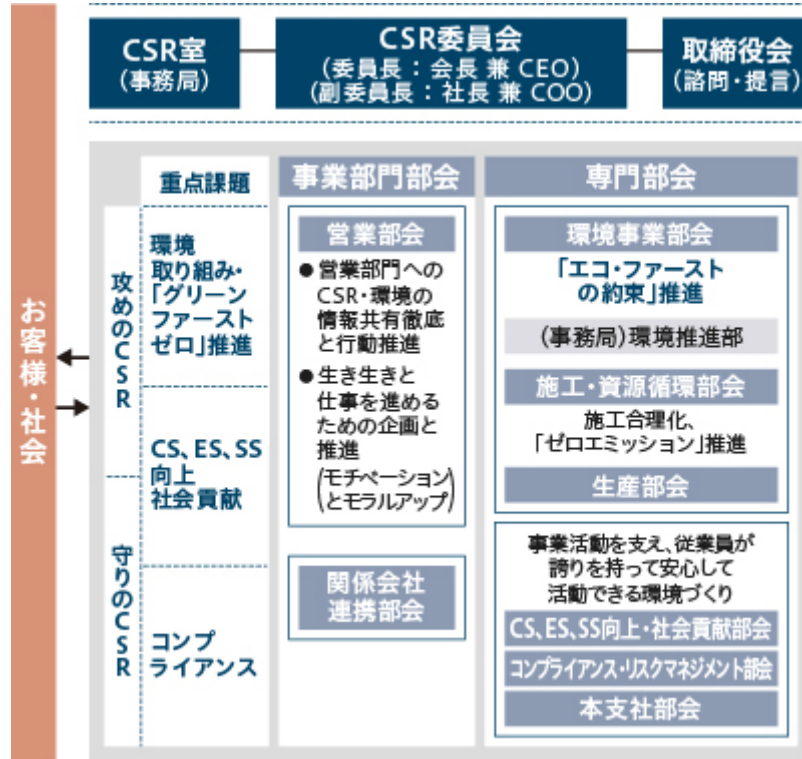 CSR室
(事務局)
CSR委員会
(委員長：会長 兼 CEO)
(副委員長：社長 兼 COO)
取締役会
(諮問・提言)
お客様・社会
重点課題
攻めのCSR
守りのCSR
環境
取り組み・
「グリーン
ファースト
ゼロ」推進
CS、ES、SS
向上
社会貢献
コンプ
ライアンス
事業部門部会
営業部会
●営業部門への
CSR・環境の
情報共有徹底
と行動推進
●生き生きと
仕事を進める
ための企画と
推進
(モチベーション
とモラルアップ)
関係会社
連携部会
専門部会
環境事業部会
「エコ・ファースト
の約束」推進
(事務局)環境推進部
施工・資源循環部会
施工合理化、
「ゼロエミッション」推進
生産部会
事業活動を支え、従業員が
誇りを持って安心して
活動できる環境づくり
CS、ES、SS向上・社会貢献部会
コンプライアンス・リスクマネジメント部会
本支社部会